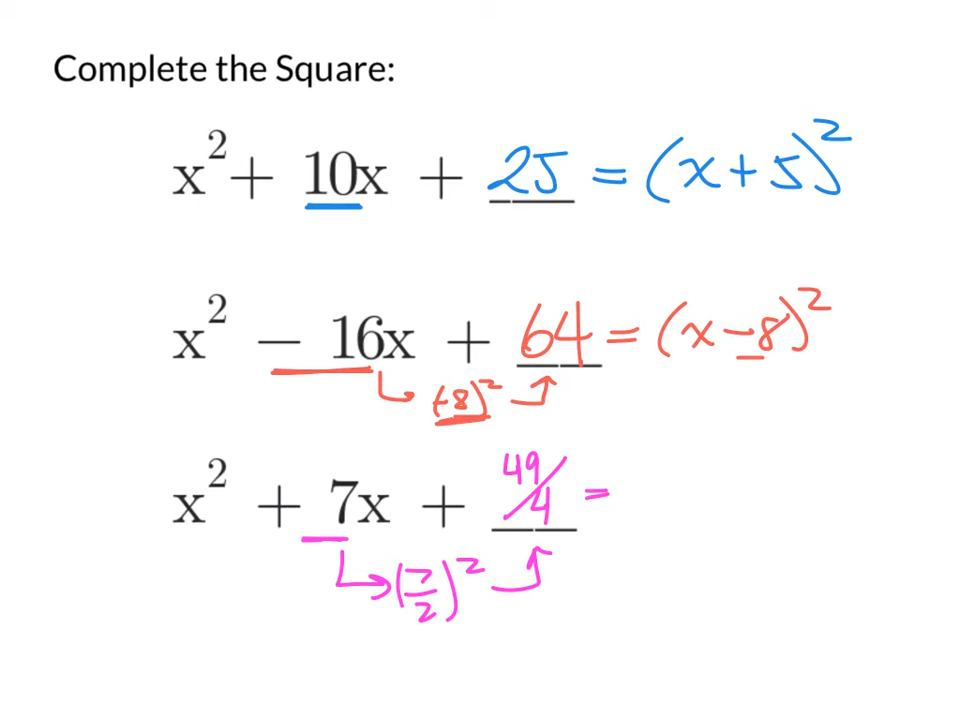 Complete the Square:
x² + 10x + 25 = (x + 5)²
x² − 16x + 64 = (x − 8)²
(−8)²
x² + 7x + 49/4 =
(7/2)²